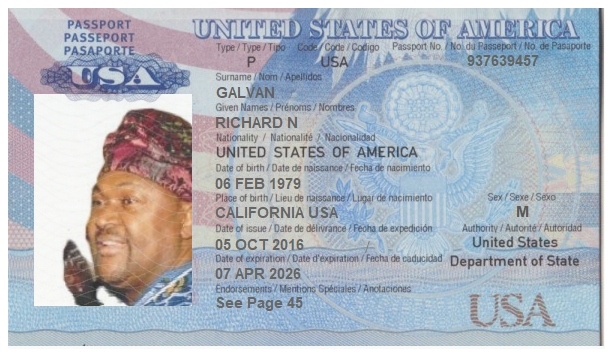 PASSPORT
PASSEPORT
PASAPORTE
USA
UNITED STATES OF AMERICA
Type / Type / Tipo Code / Code / Codigo Passport No. / No. du Passeport / No. de Pasaporte
P USA 937639457
Surname / Nom / Apellidos
GALVAN
Given Names / Prénoms / Nombres
RICHARD N
Nationality / Nationalité / Nacionalidad
UNITED STATES OF AMERICA
Date of birth / Date de naissance / Fecha de nacimiento
06 FEB 1979
Place of birth / Lieu de naissance / Lugar de nacimiento Sex / Sexe / Sexo
CALIFORNIA USA M
Date of issue / Date de délivrance / Fecha de expedición Authority / Autorité / Autoridad
05 OCT 2016 United States
Date of expiration / Date d'expiration / Fecha de caducidad Department of State
07 APR 2026
Endorsements / Mentions Spéciales / Anotaciones
See Page 45
USA